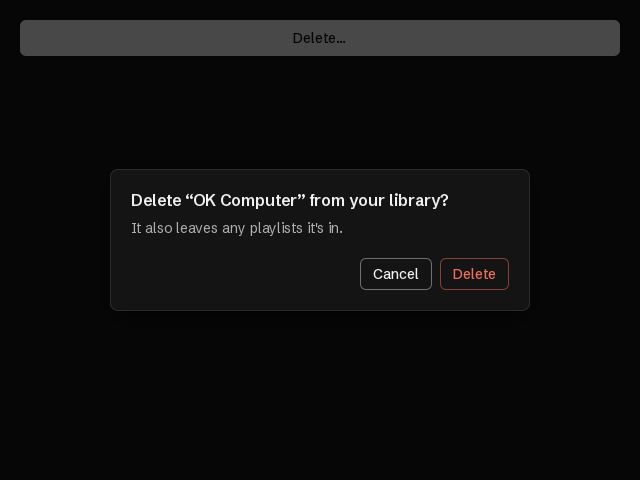 Delete...
Delete “OK Computer” from your library?
It also leaves any playlists it's in.
Cancel
Delete